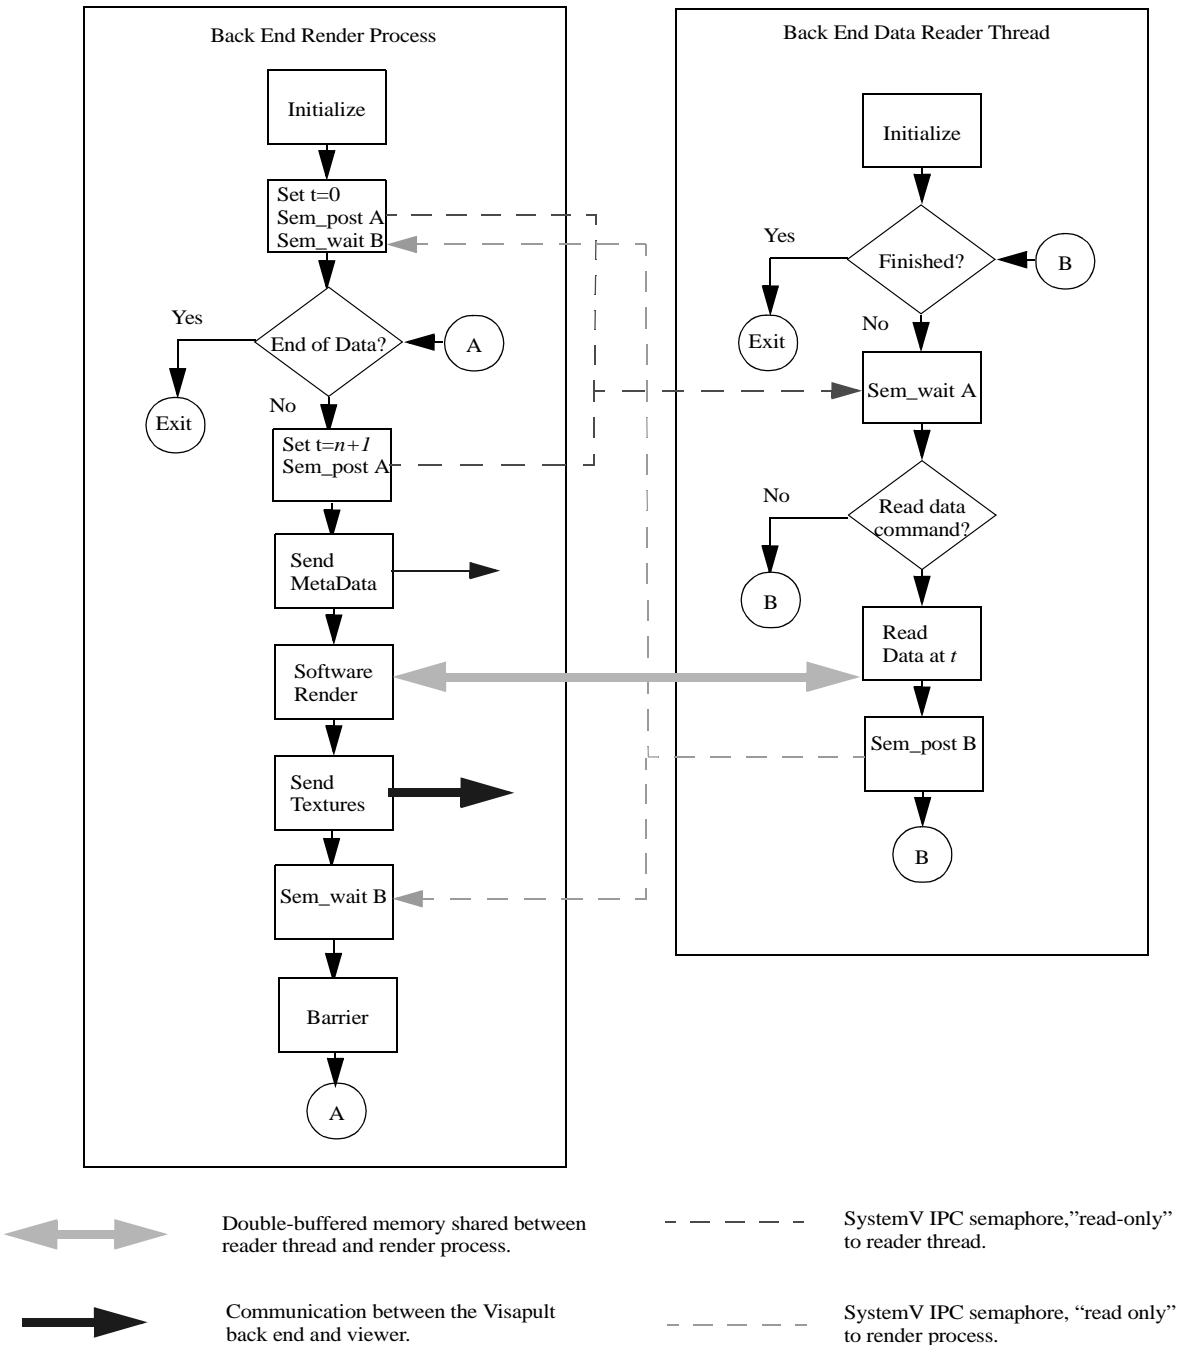 Back End Render Process
Initialize
Set t=0
Sem_post A
Sem_wait B
End of Data?
Yes
A
Exit
No
Set t=n+1
Sem_post A
Send
MetaData
Software
Render
Send
Textures
Sem_wait B
Barrier
A
Back End Data Reader Thread
Initialize
Finished?
Yes
B
Exit
No
Sem_wait A
Read data
command?
No
B
Read
Data at t
Sem_post B
B
Double-buffered memory shared between
reader thread and render process.
Communication between the Visapult
back end and viewer.
SystemV IPC semaphore,”read-only”
to reader thread.
SystemV IPC semaphore, “read only”
to render process.